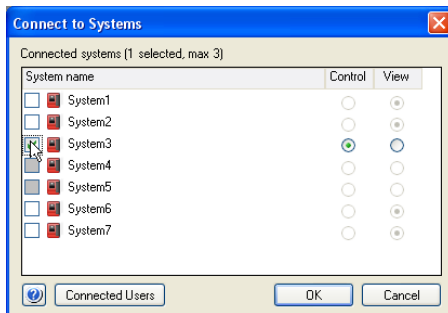 Connect to Systems
Connected systems (1 selected, max 3)
System name Control View
System1
System2
System3
System4
System5
System6
System7
? Connected Users OK Cancel